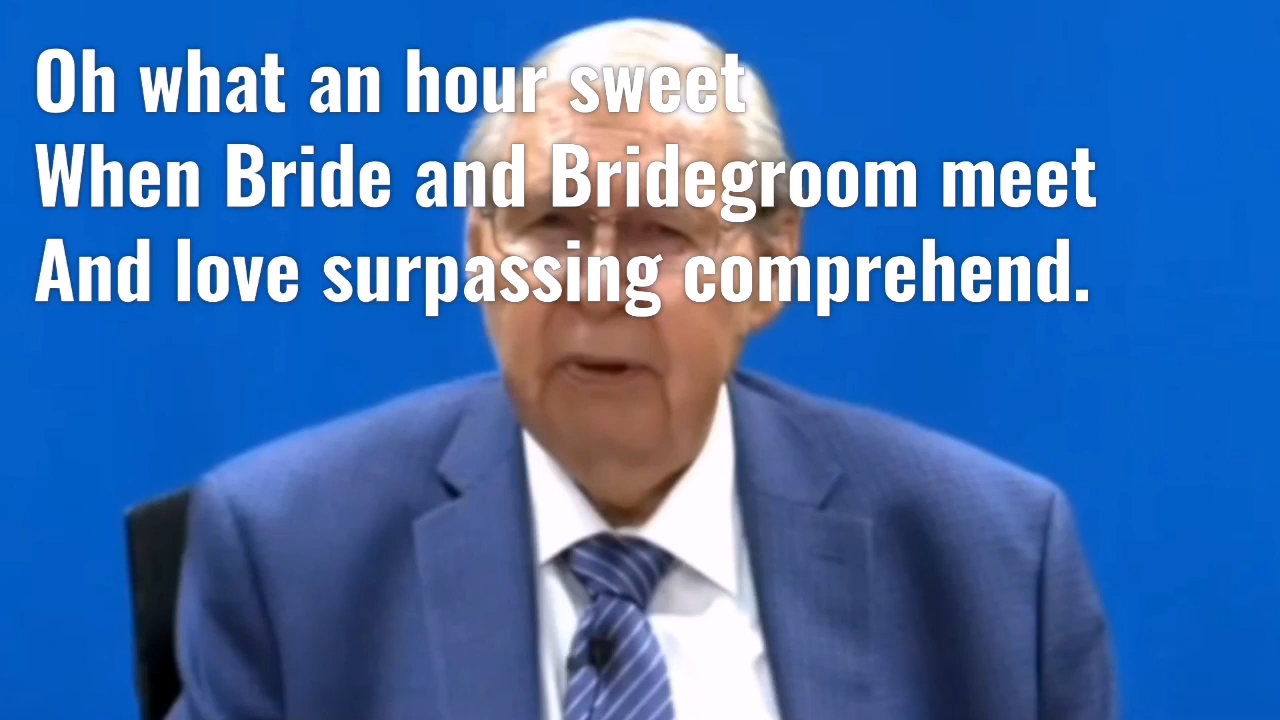 Oh what an hour sweet
When Bride and Bridegroom meet
And love surpassing comprehend.